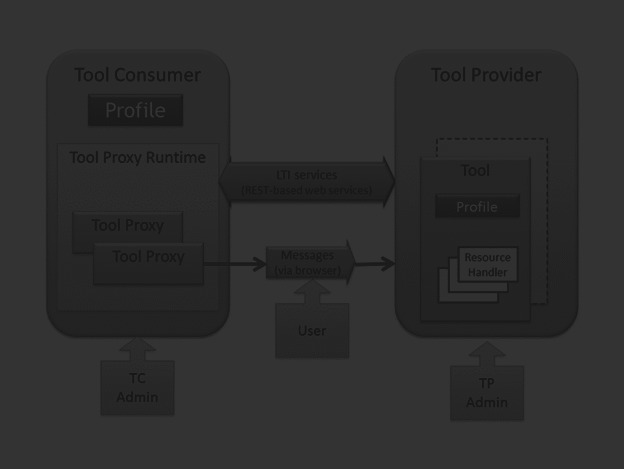 Tool Consumer
Profile
Tool Proxy Runtime
Tool Proxy
Tool Proxy
LTI services
(REST-based web services)
Messages
(via browser)
User
TC
Admin
Tool Provider
Tool
Profile
Resource
Handler
TP
Admin